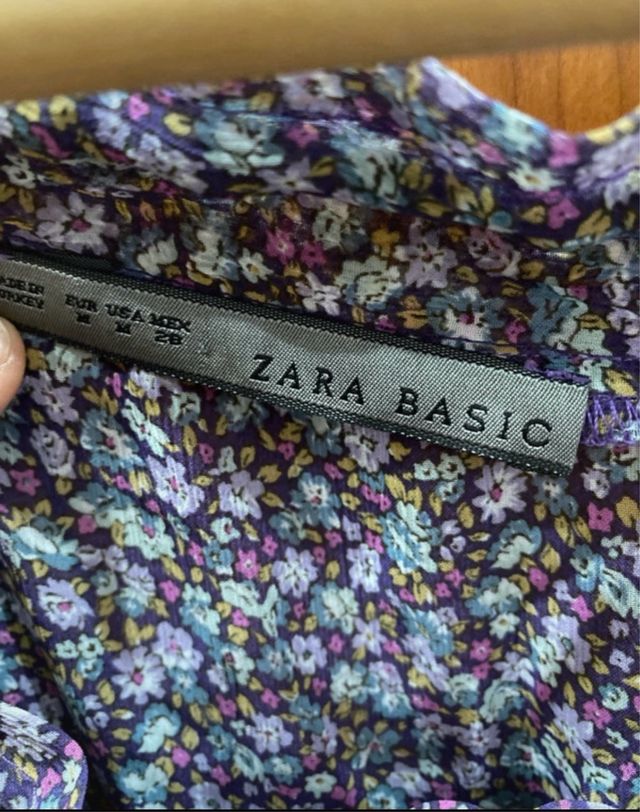 MADE IN
TURKEY
EUR USA MEX
M M 28
ZARA BASIC